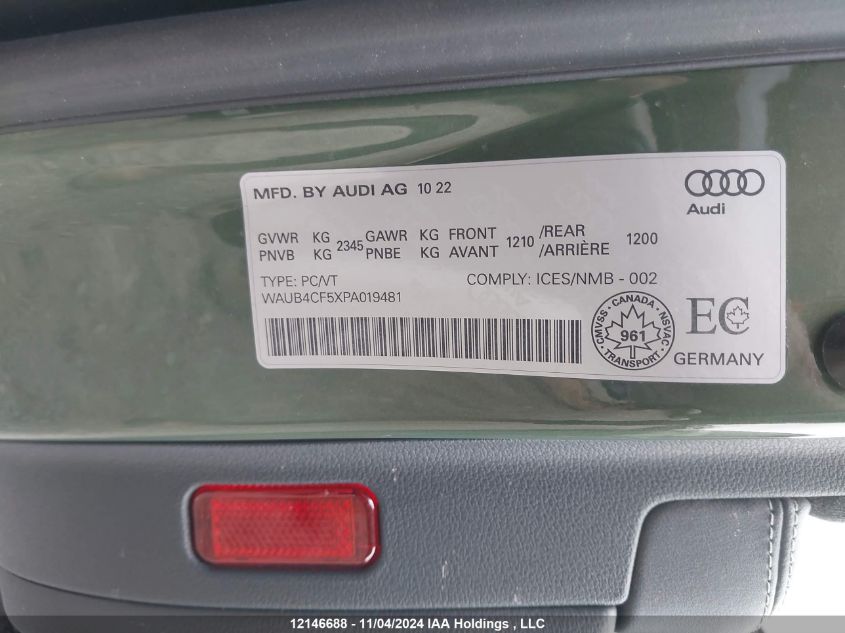 MFD. BY AUDI AG 10 22
Audi
GVWR KG 2345 GAWR KG FRONT 1210 /REAR 1200
PNVB KG PNBE KG AVANT /ARRIÈRE
TYPE: PC/VT COMPLY: ICES/NMB - 002
WAUB4CF5XPA019481
CANADA
CMVSS 961 NSVAC
TRANSPORT
EC
GERMANY
12146688 - 11/04/2024 IAA Holdings , LLC